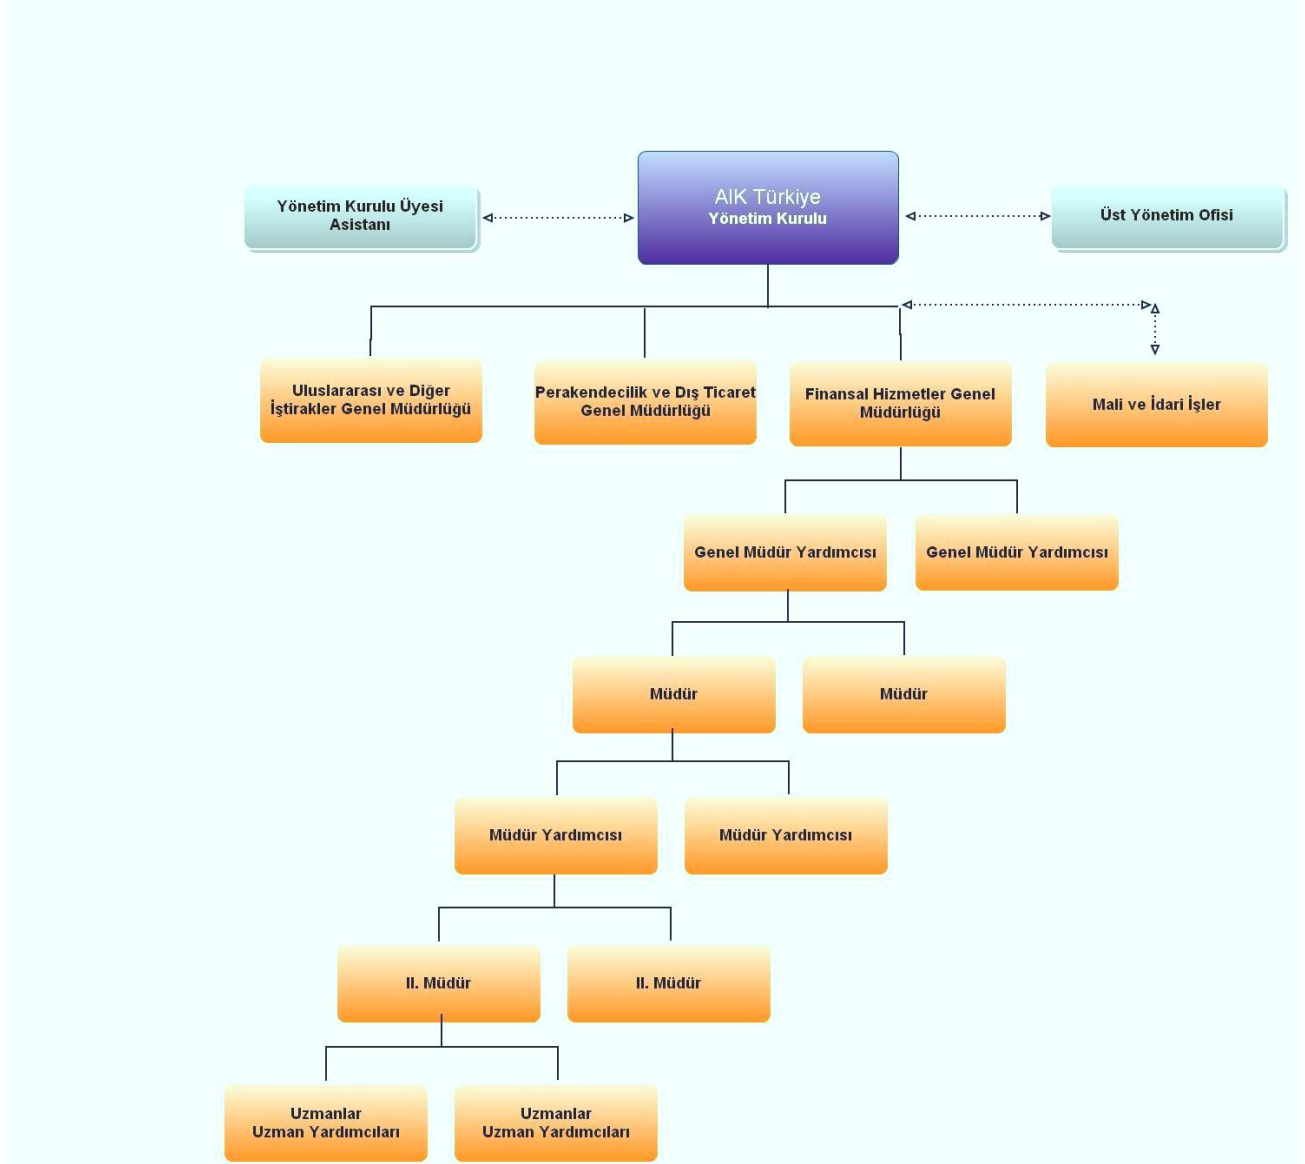 AIK Türkiye
Yönetim Kurulu
Yönetim Kurulu Üyesi
Asistanı
Üst Yönetim Ofisi
Uluslararası ve Diğer
İştirakler Genel Müdürlüğü
Perakendecilik ve Dış Ticaret
Genel Müdürlüğü
Finansal Hizmetler Genel
Müdürlüğü
Mali ve İdari İşler
Genel Müdür Yardımcısı
Genel Müdür Yardımcısı
Müdür
Müdür
Müdür Yardımcısı
Müdür Yardımcısı
II. Müdür
II. Müdür
Uzmanlar
Uzman Yardımcıları
Uzmanlar
Uzman Yardımcıları